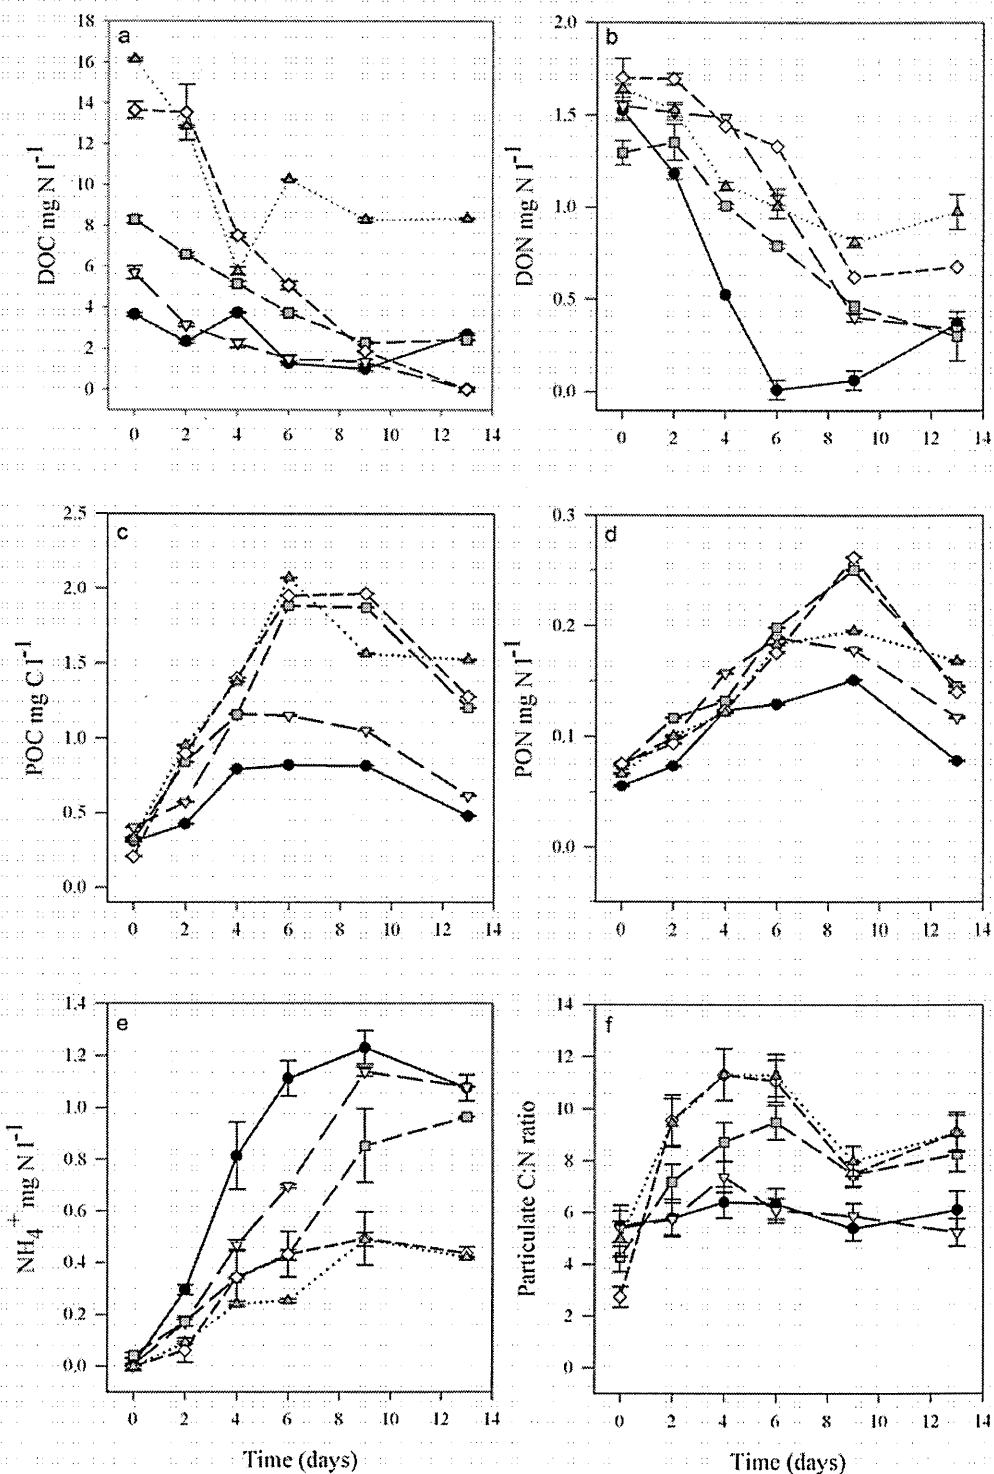 a
DOC mg N l⁻¹
18
16
14
12
10
8
6
4
2
0
0 2 4 6 8 10 12 14
b
DON mg N l⁻¹
2.0
1.5
1.0
0.5
0.0
0 2 4 6 8 10 12 14
c
POC mg C l⁻¹
2.5
2.0
1.5
1.0
0.5
0.0
0 2 4 6 8 10 12 14
d
PON mg N l⁻¹
0.3
0.2
0.1
0.0
0 2 4 6 8 10 12 14
e
NH₄⁺ mg N l⁻¹
1.4
1.2
1.0
0.8
0.6
0.4
0.2
0.0
0 2 4 6 8 10 12 14
Time (days)
f
Particulate C:N ratio
14
12
10
8
6
4
2
0
0 2 4 6 8 10 12 14
Time (days)